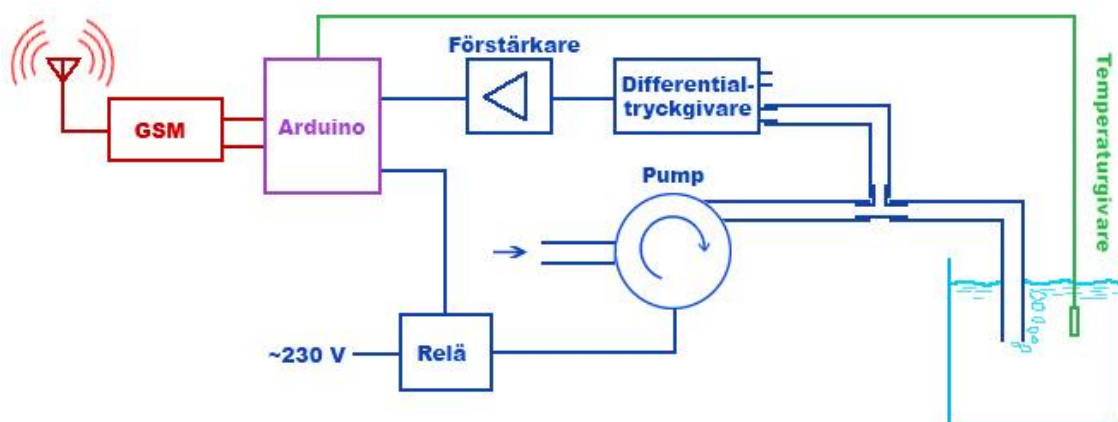 Förstärkare
Differential-
tryckgivare
GSM
Arduino
Temperaturgivare
Pump
~230 V
Relä